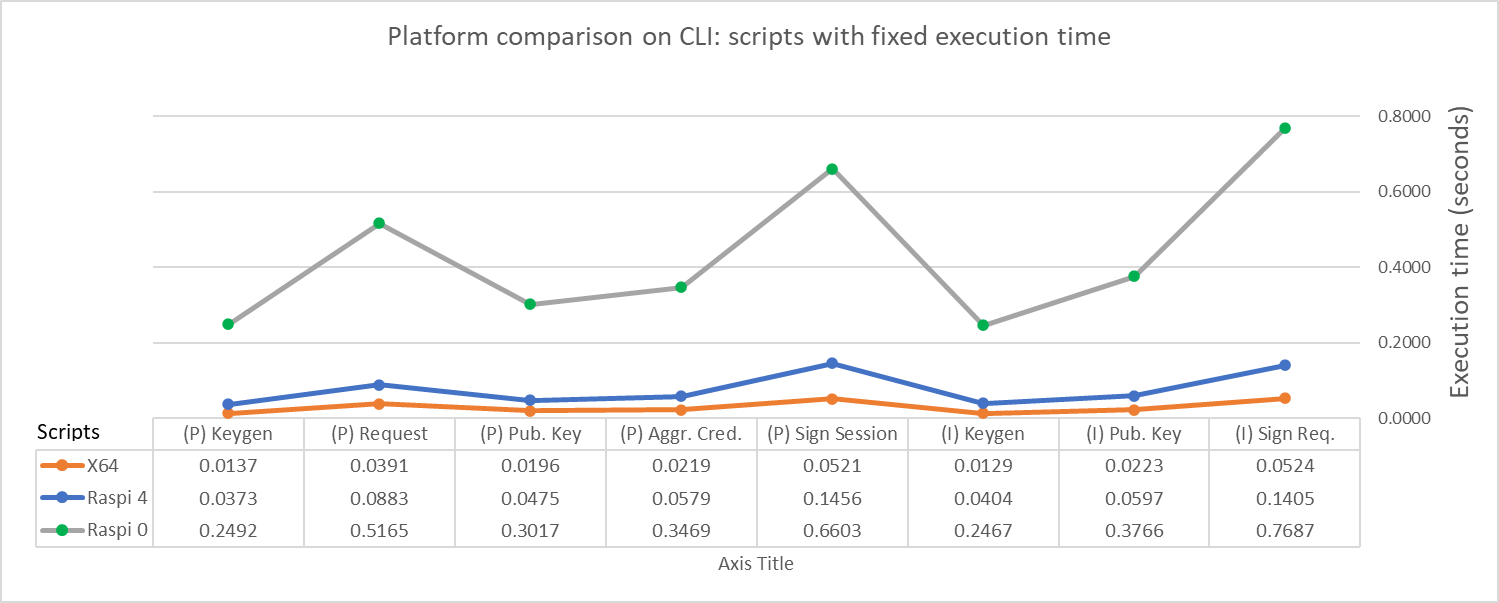 Platform comparison on CLI: scripts with fixed execution time
0.8000
0.6000
0.4000
0.2000
0.0000
Execution time (seconds)
Scripts (P) Keygen (P) Request (P) Pub. Key (P) Aggr. Cred. (P) Sign Session (I) Keygen (I) Pub. Key (I) Sign Req.
X64 0.0137 0.0391 0.0196 0.0219 0.0521 0.0129 0.0223 0.0524
Raspi 4 0.0373 0.0883 0.0475 0.0579 0.1456 0.0404 0.0597 0.1405
Raspi 0 0.2492 0.5165 0.3017 0.3469 0.6603 0.2467 0.3766 0.7687
Axis Title